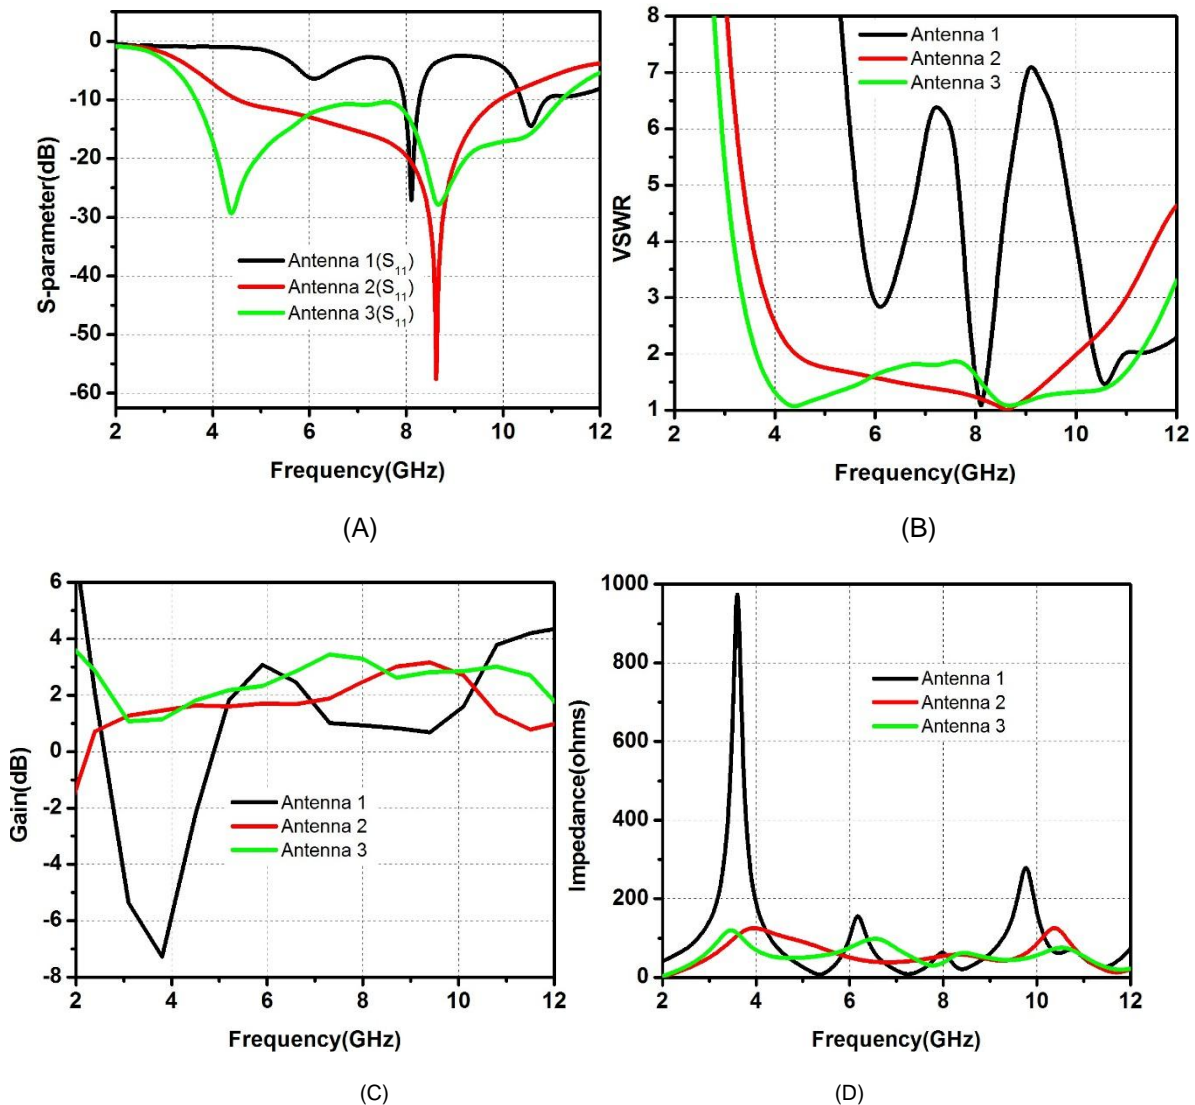 0
-10
-20
-30
-40
-50
-60
S-parameter(dB)
Antenna 1(S11)
Antenna 2(S11)
Antenna 3(S11)
2 4 6 8 10 12
Frequency(GHz)
(A)
8
7
6
5
4
3
2
1
VSWR
Antenna 1
Antenna 2
Antenna 3
2 4 6 8 10 12
Frequency(GHz)
(B)
6
4
2
0
-2
-4
-6
-8
Gain(dB)
Antenna 1
Antenna 2
Antenna 3
2 4 6 8 10 12
Frequency(GHz)
(C)
1000
800
600
400
200
0
Impedance(ohms)
Antenna 1
Antenna 2
Antenna 3
2 4 6 8 10 12
Frequency(GHz)
(D)